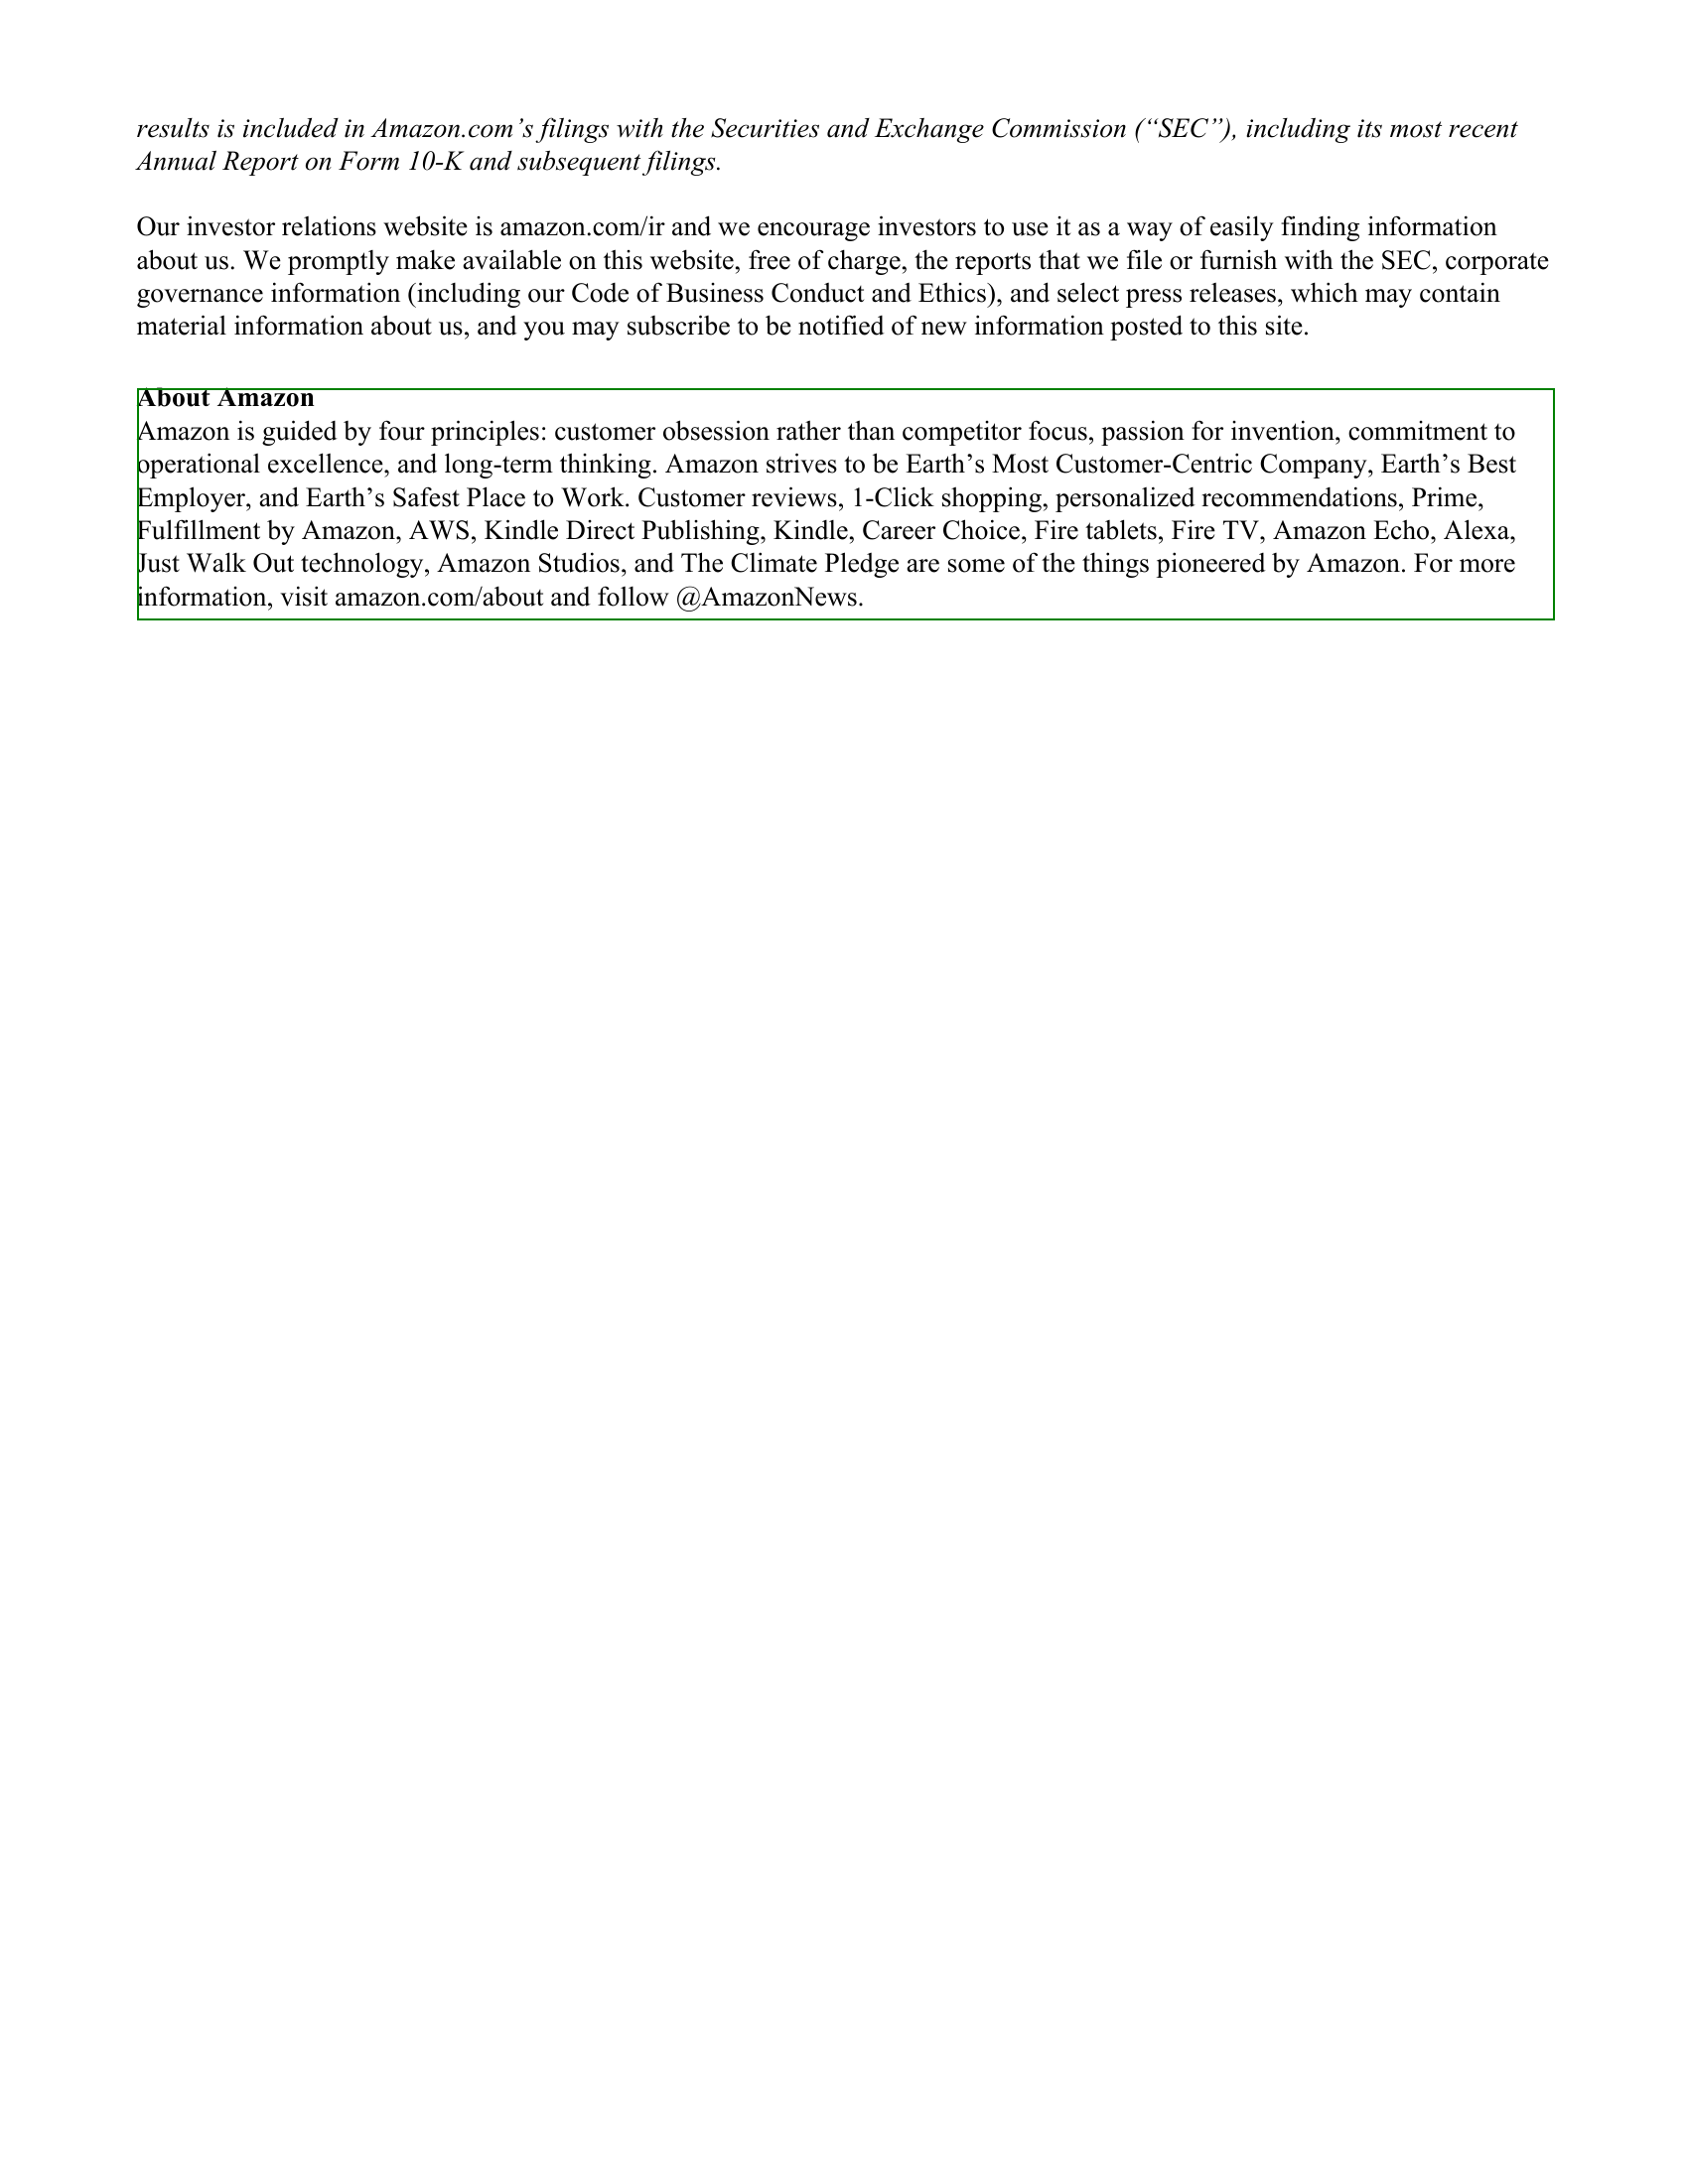 results is included in Amazon.com’s filings with the Securities and Exchange Commission (“SEC”), including its most recent
Annual Report on Form 10-K and subsequent filings.
Our investor relations website is amazon.com/ir and we encourage investors to use it as a way of easily finding information
about us. We promptly make available on this website, free of charge, the reports that we file or furnish with the SEC, corporate
governance information (including our Code of Business Conduct and Ethics), and select press releases, which may contain
material information about us, and you may subscribe to be notified of new information posted to this site.
About Amazon
Amazon is guided by four principles: customer obsession rather than competitor focus, passion for invention, commitment to
operational excellence, and long-term thinking. Amazon strives to be Earth’s Most Customer-Centric Company, Earth’s Best
Employer, and Earth’s Safest Place to Work. Customer reviews, 1-Click shopping, personalized recommendations, Prime,
Fulfillment by Amazon, AWS, Kindle Direct Publishing, Kindle, Career Choice, Fire tablets, Fire TV, Amazon Echo, Alexa,
Just Walk Out technology, Amazon Studios, and The Climate Pledge are some of the things pioneered by Amazon. For more
information, visit amazon.com/about and follow @AmazonNews.